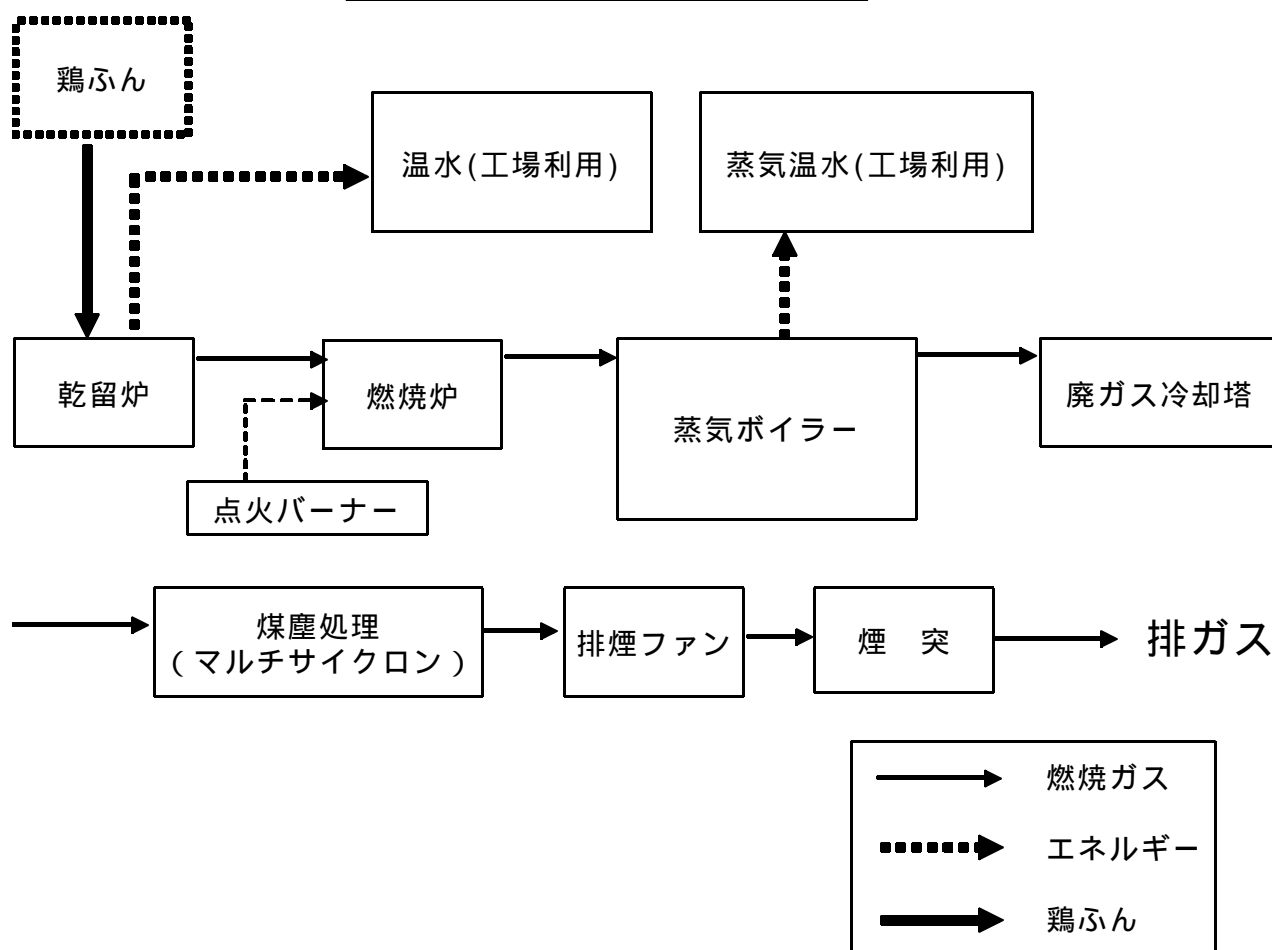 鶏ふん
温水(工場利用)
蒸気温水(工場利用)
乾留炉
燃焼炉
蒸気ボイラー
廃ガス冷却塔
点火バーナー
煤塵処理
(マルチサイクロン)
排煙ファン
煙　突
排ガス
燃焼ガス
エネルギー
鶏ふん